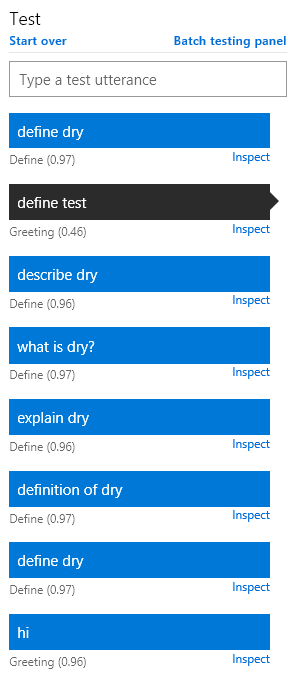 Test
Start over Batch testing panel
Type a test utterance
define dry
Define (0.97) Inspect
define test
Greeting (0.46) Inspect
describe dry
Define (0.96) Inspect
what is dry?
Define (0.97) Inspect
explain dry
Define (0.96) Inspect
definition of dry
Define (0.97) Inspect
define dry
Define (0.97) Inspect
hi
Greeting (0.96) Inspect